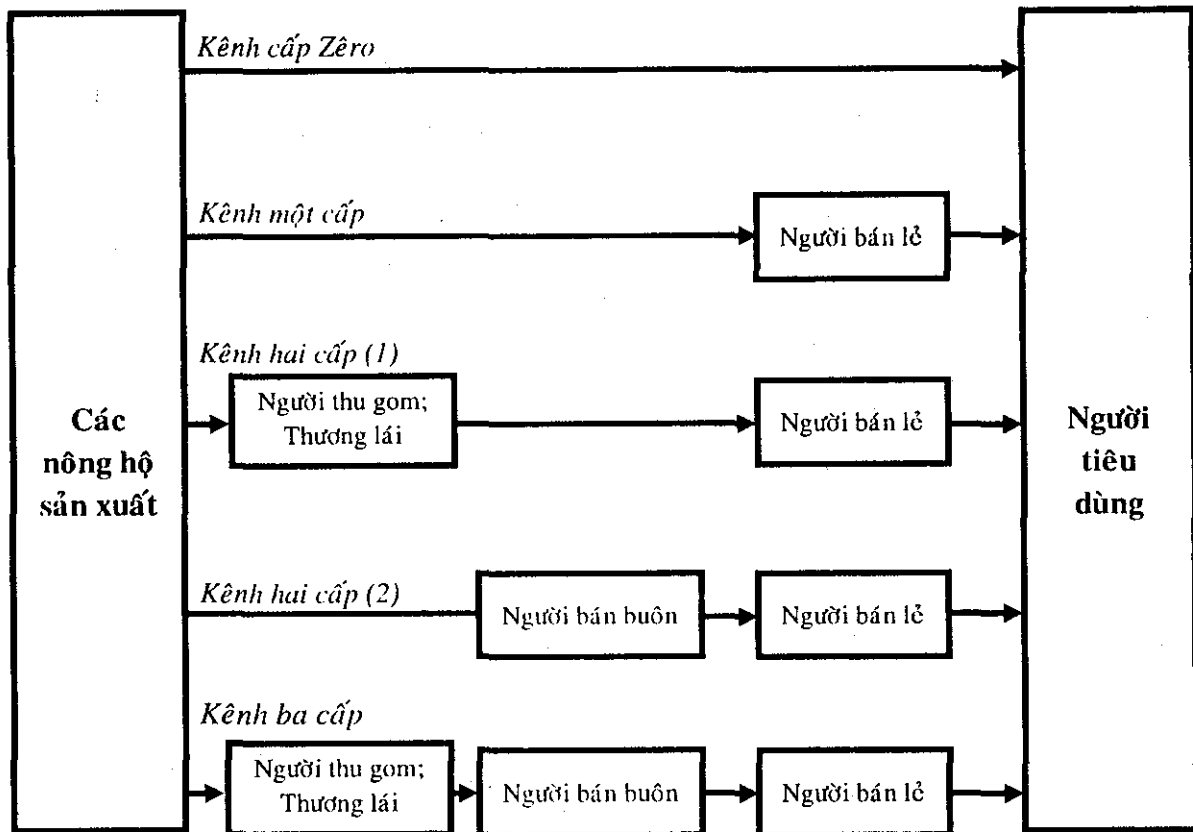 Kênh cấp Zêrô
Kênh một cấp
Người bán lẻ
Kênh hai cấp (1)
Người thu gom;
Thương lái
Người bán lẻ
Các
nông hộ
sản xuất
Người
tiêu
dùng
Kênh hai cấp (2)
Người bán buôn
Người bán lẻ
Kênh ba cấp
Người thu gom;
Thương lái
Người bán buôn
Người bán lẻ